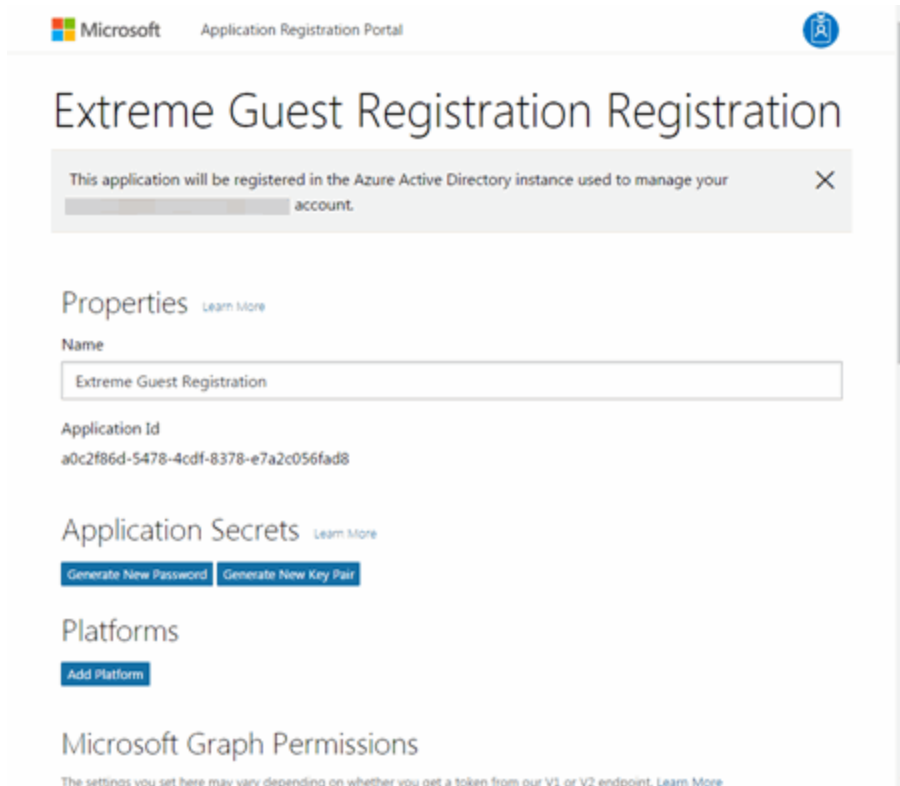 Microsoft Application Registration Portal
Extreme Guest Registration Registration
This application will be registered in the Azure Active Directory instance used to manage your
account.
Properties Learn More
Name
Extreme Guest Registration
Application Id
a0c2f86d-5478-4cdf-8378-e7a2c056fad8
Application Secrets Learn More
Generate New Password Generate New Key Pair
Platforms
Add Platform
Microsoft Graph Permissions
The settings you set here may vary depending on whether you get a token from our V1 or V2 endpoint. Learn More